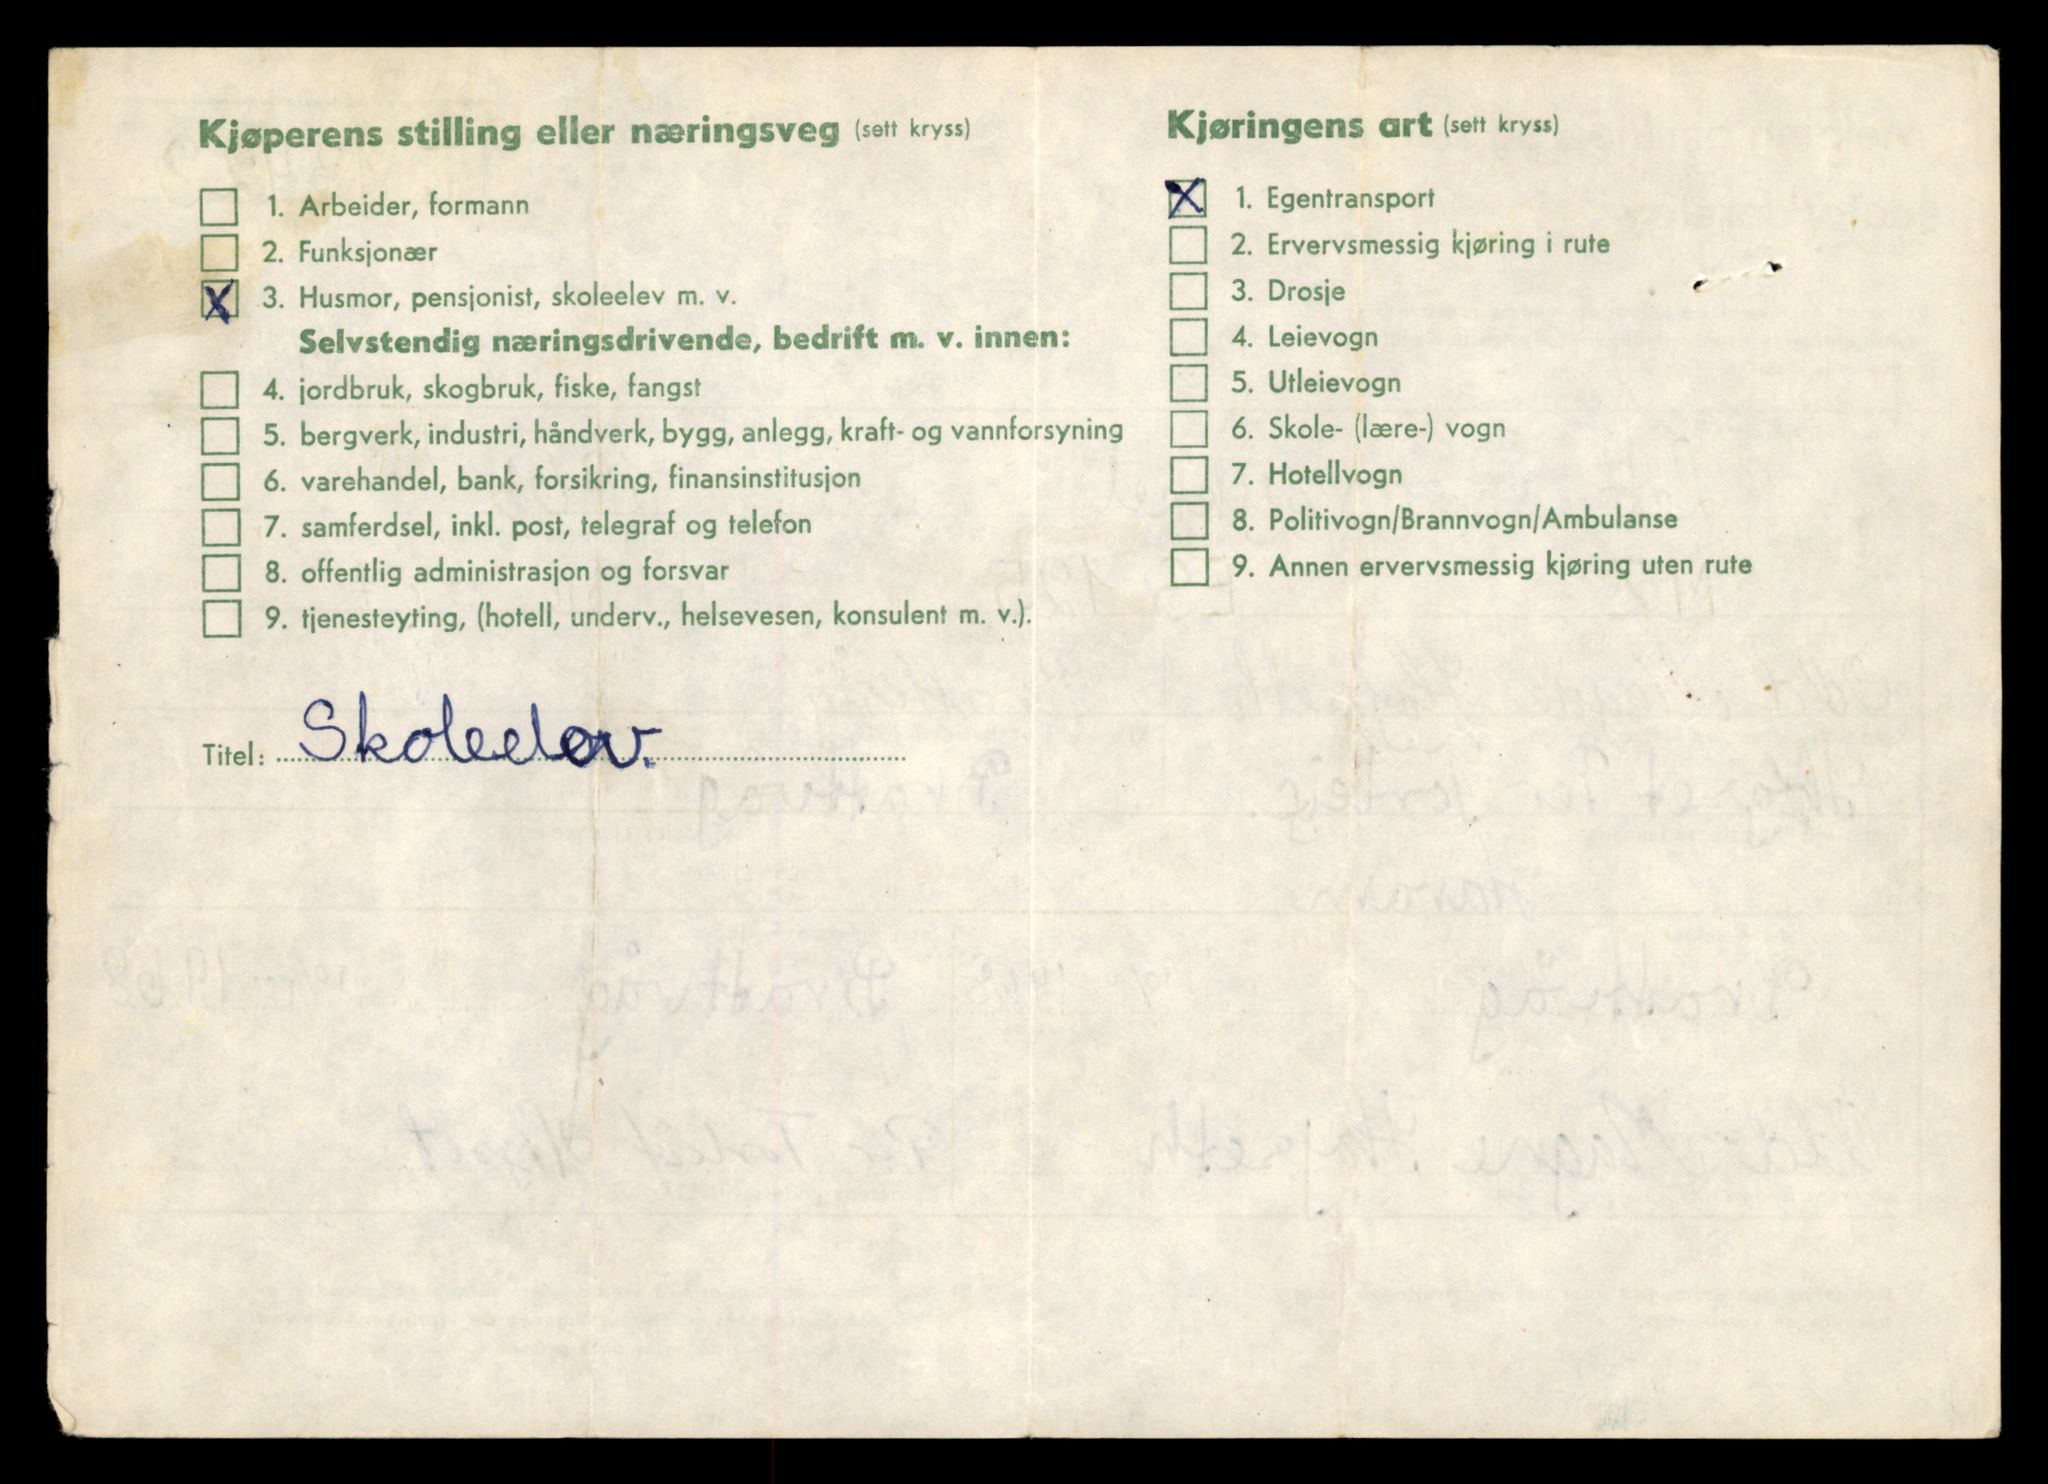 Kjøperens stilling eller næringsveg (sett kryss)
1. Arbeider, formann
2. Funksjonær
X 3. Husmor, pensjonist, skoleelev m. v.
Selvstendig næringsdrivende, bedrift m. v. innen:
4. jordbruk, skogbruk, fiske, fangst
5. bergverk, industri, håndverk, bygg, anlegg, kraft- og vannforsyning
6. varehandel, bank, forsikring, finansinstitusjon
7. samferdsel, inkl. post, telegraf og telefon
8. offentlig administrasjon og forsvar
9. tjenesteyting, (hotell, underv., helsevesen, konsulent m. v.).
Titel: Skoleelev.
Kjøringens art (sett kryss)
X 1. Egentransport
2. Ervervsmessig kjøring i rute
3. Drosje
4. Leievogn
5. Utleievogn
6. Skole- (lære-) vogn
7. Hotellvogn
8. Politivogn/Brannvogn/Ambulanse
9. Annen ervervsmessig kjøring uten rute